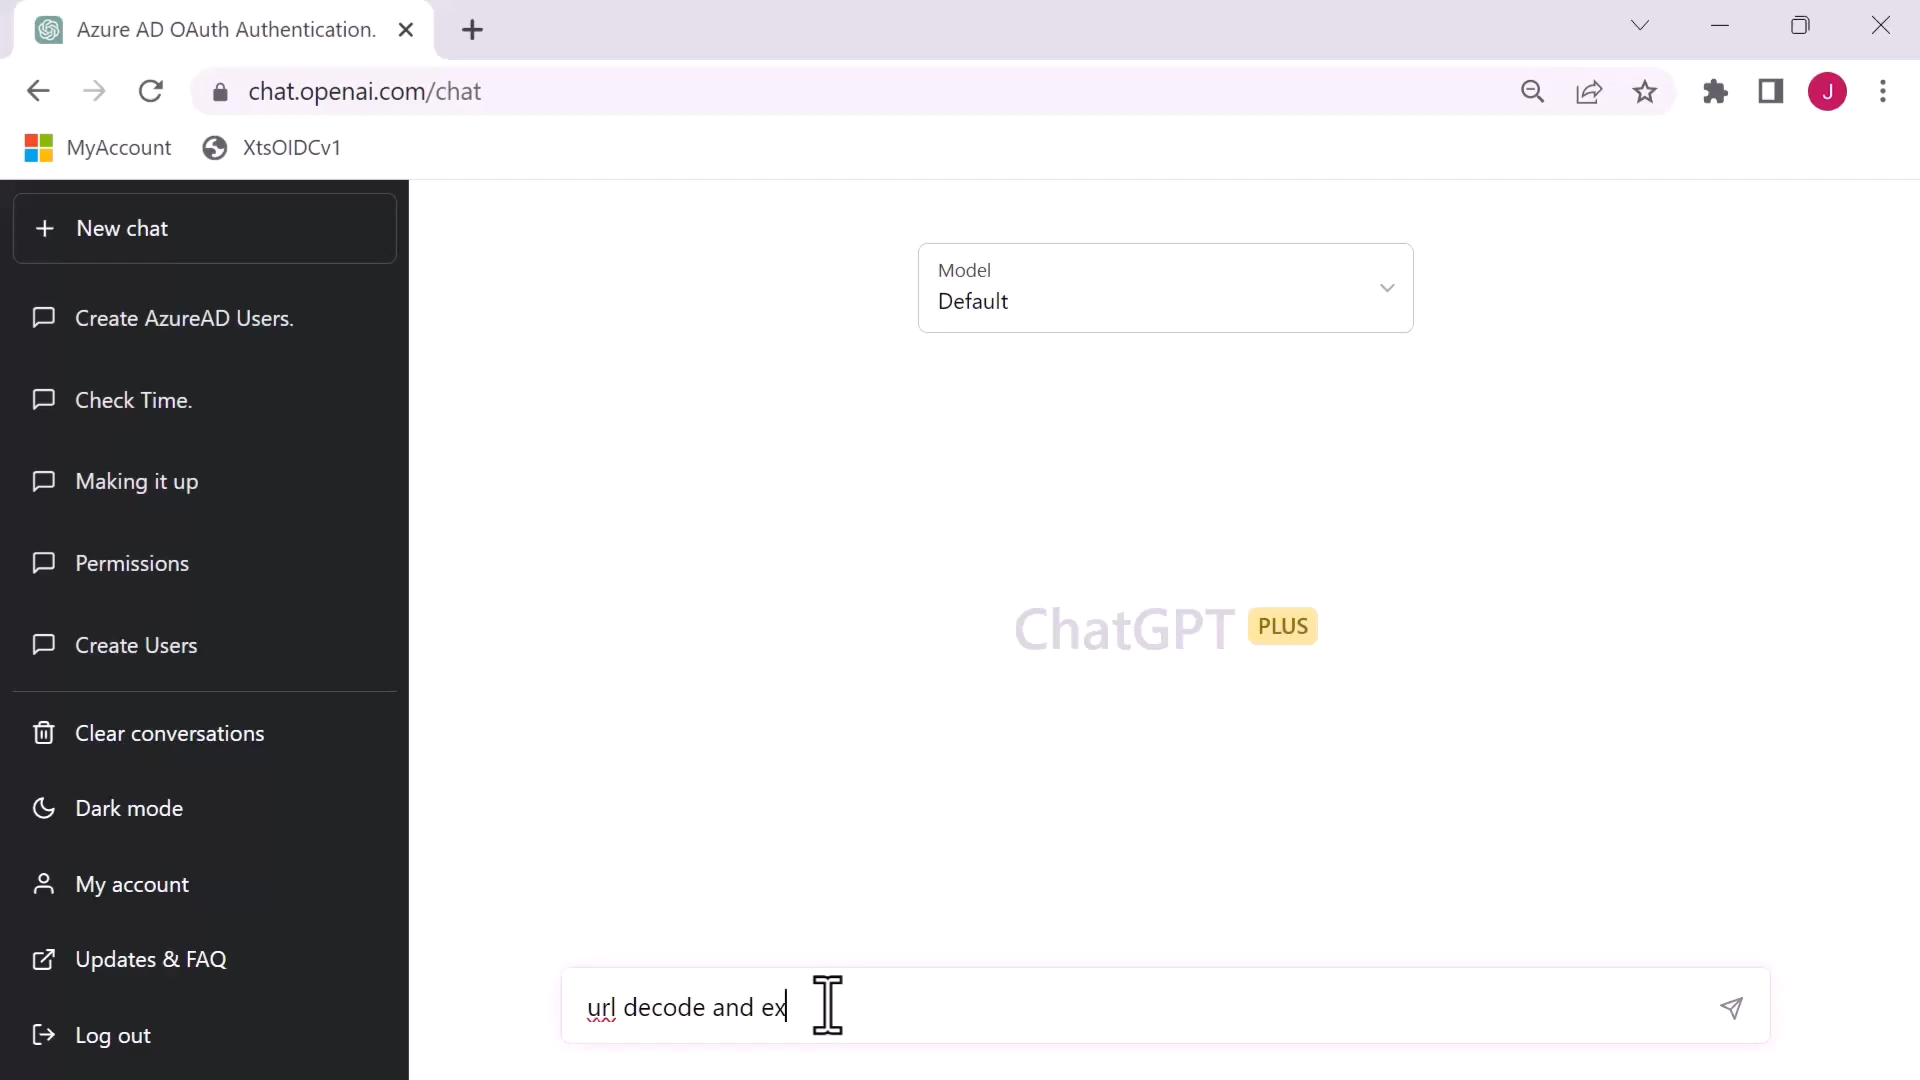 Azure AD OAuth Authentication.
chat.openai.com/chat
J
MyAccount
XtsOIDCv1
New chat
Create AzureAD Users.
Check Time.
Making it up
Permissions
Create Users
Clear conversations
Dark mode
My account
Updates & FAQ
Log out
Model
Default
ChatGPT PLUS
url decode and ex